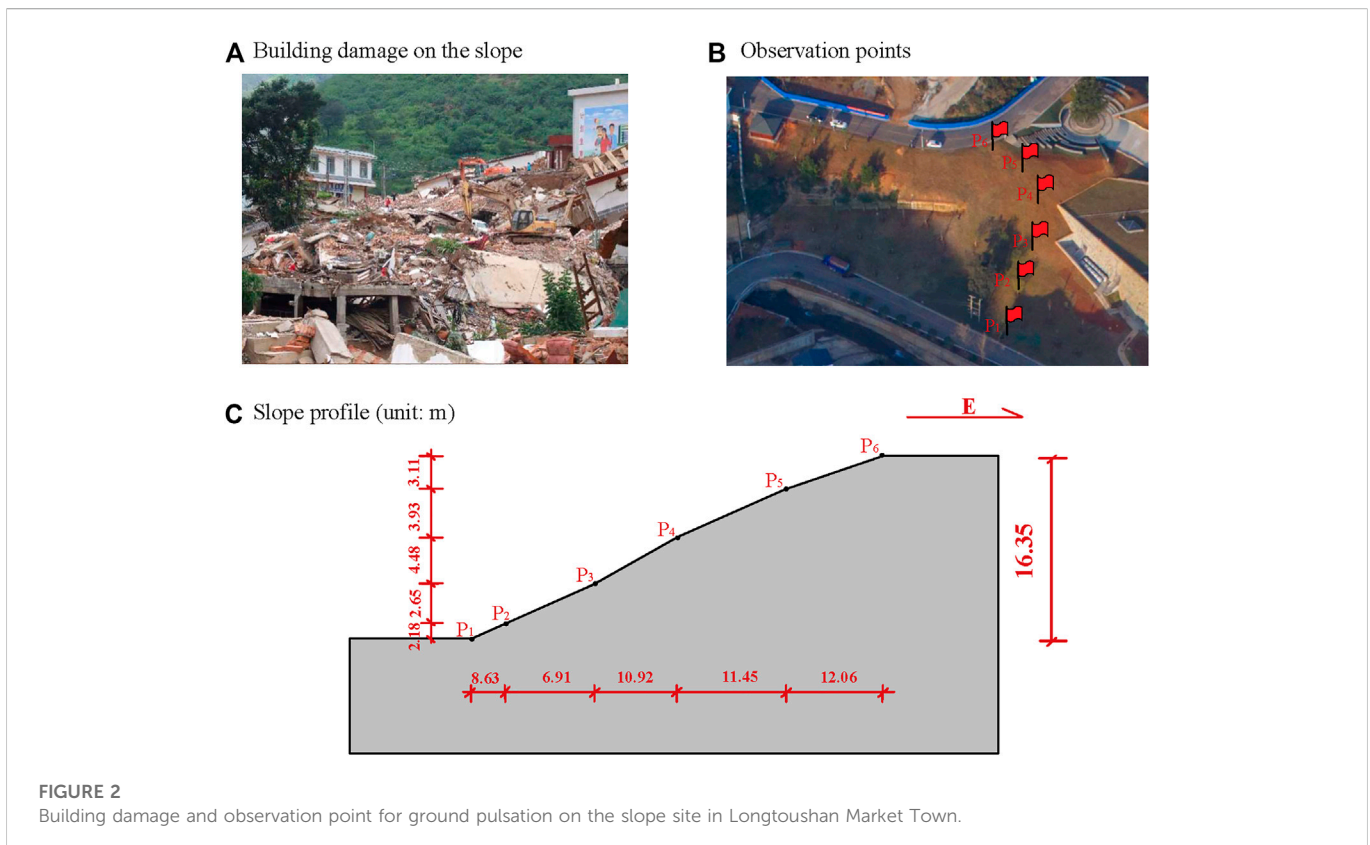 A Building damage on the slope
B Observation points
P6
P5
P4
P3
P2
P1
C Slope profile (unit: m)
E
3.11
3.93
4.48
2.65
2.18
P1
P2
P3
P4
P5
P6
16.35
8.63 6.91 10.92 11.45 12.06
FIGURE 2
Building damage and observation point for ground pulsation on the slope site in Longtoushan Market Town.